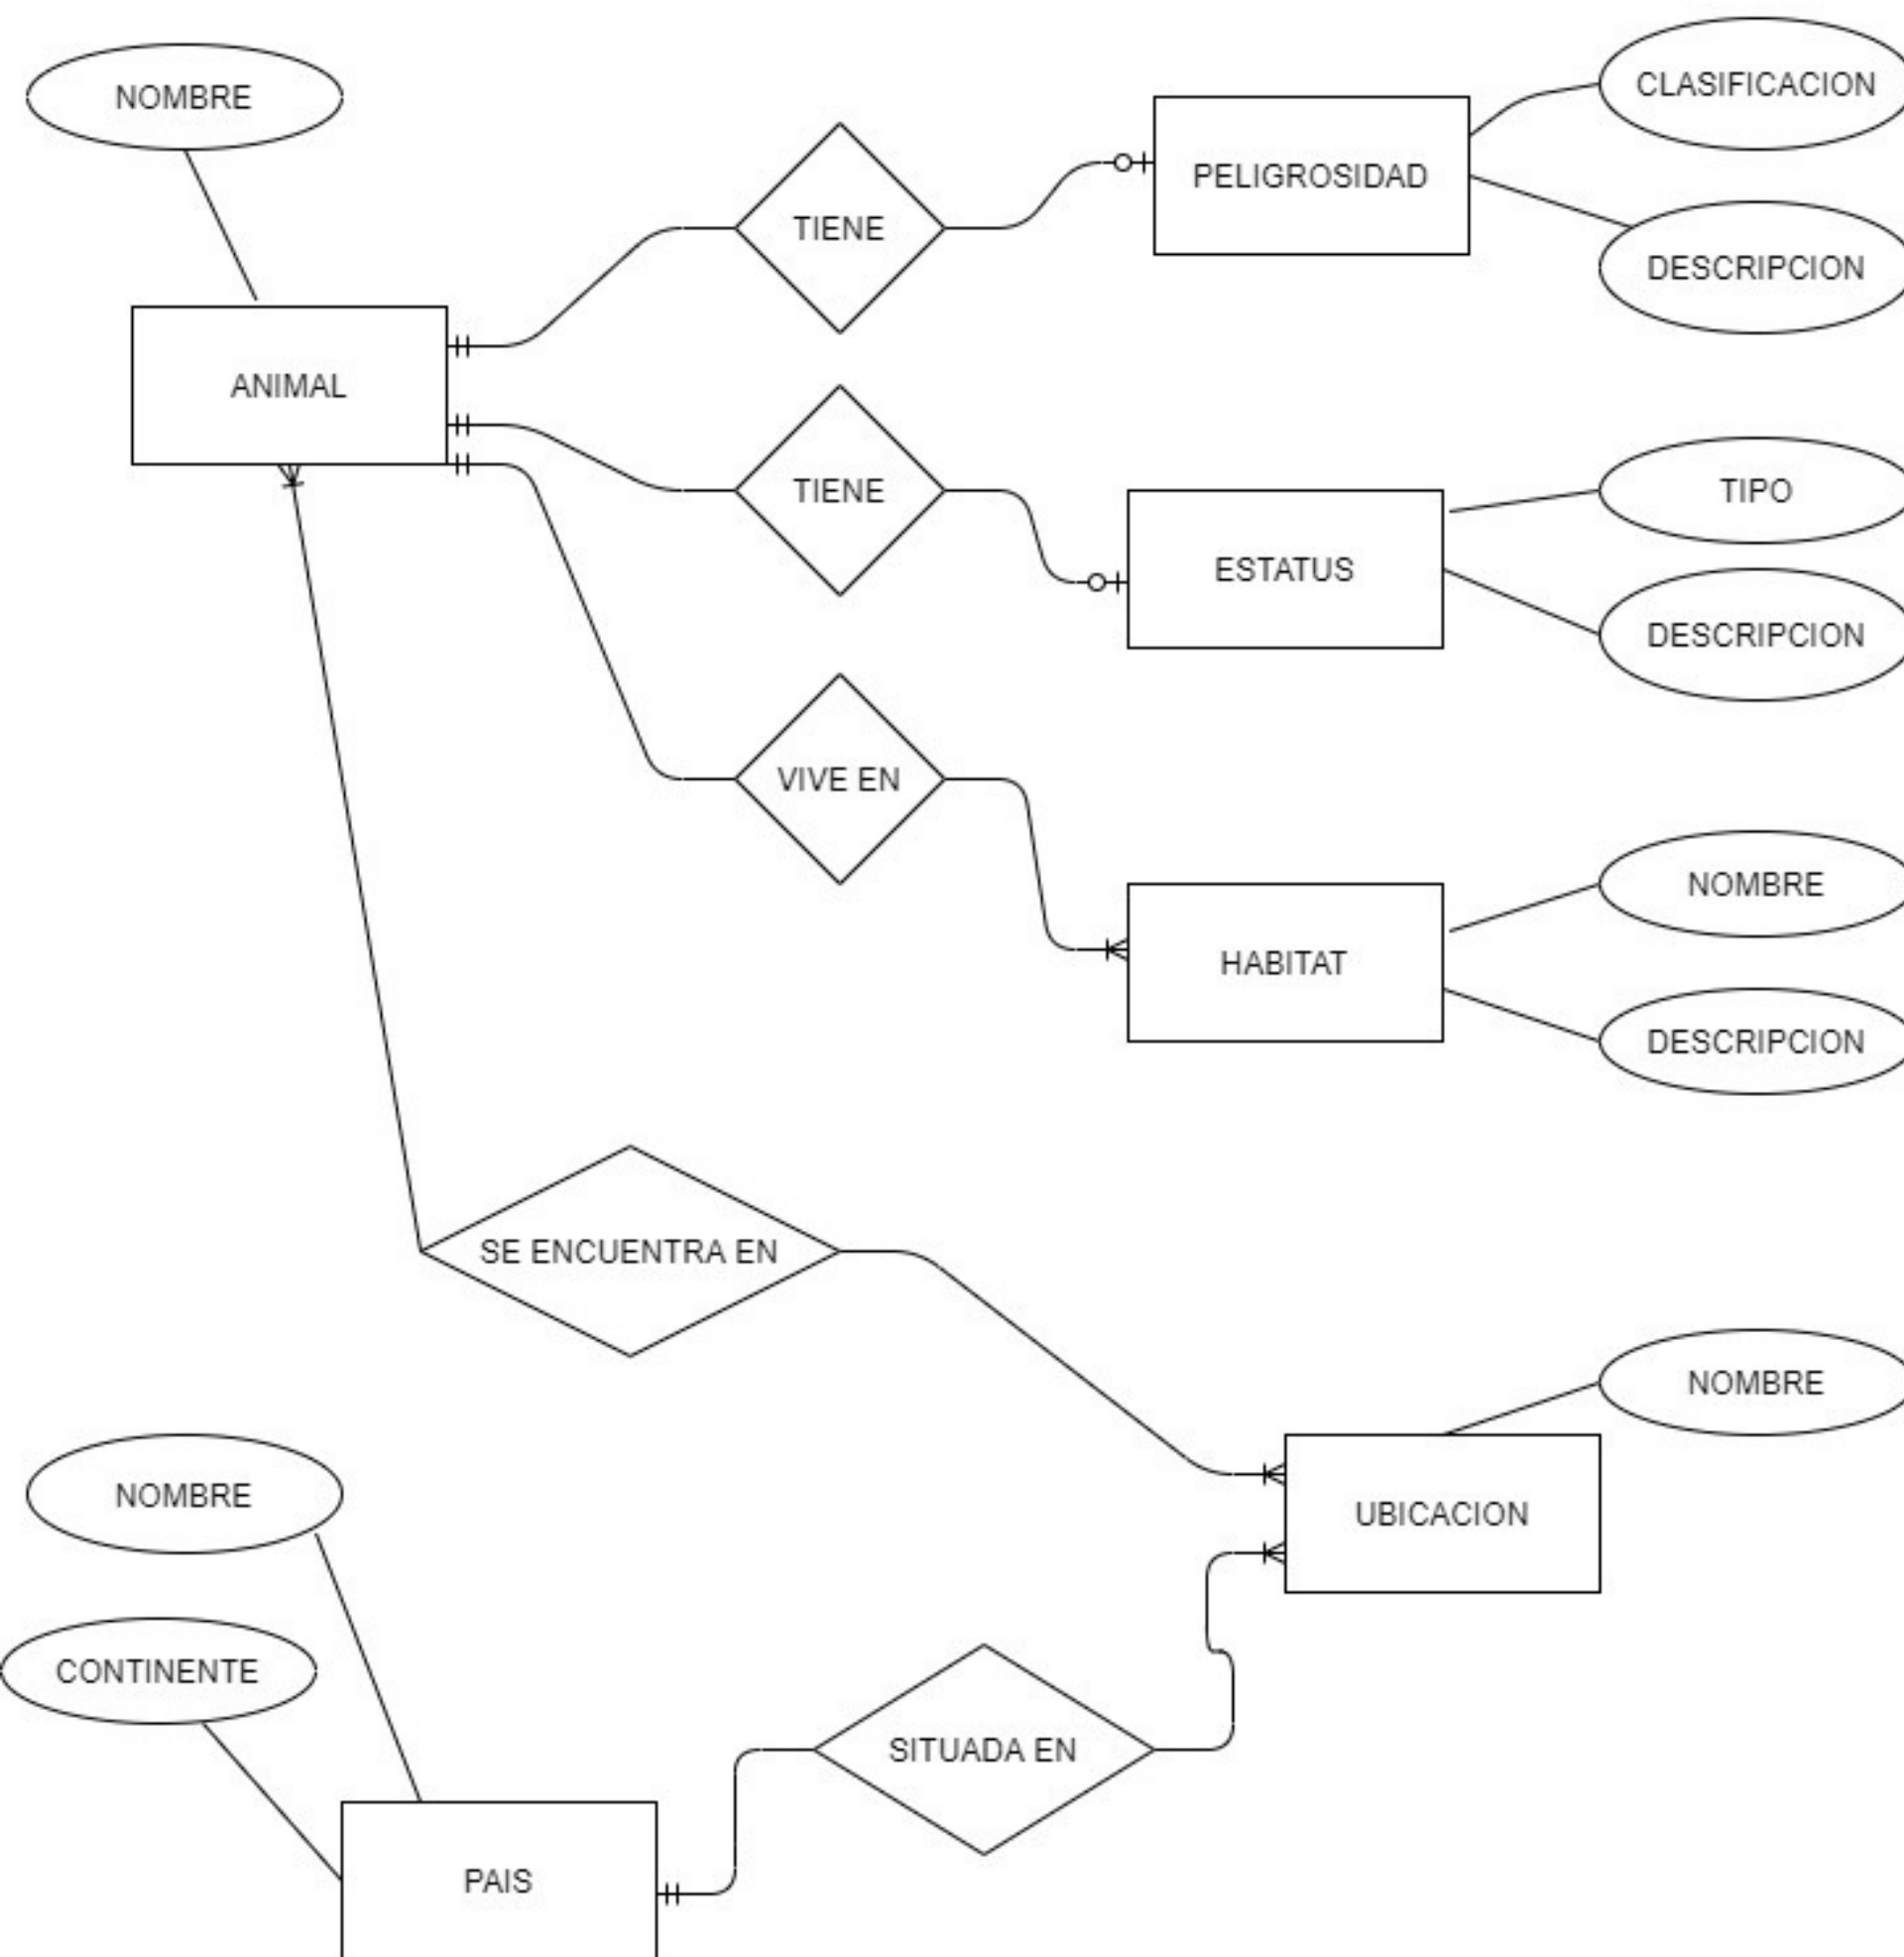 NOMBRE
CLASIFICACION
PELIGROSIDAD
TIENE
DESCRIPCION
ANIMAL
TIENE
TIPO
ESTATUS
DESCRIPCION
VIVE EN
NOMBRE
HABITAT
DESCRIPCION
SE ENCUENTRA EN
NOMBRE
NOMBRE
UBICACION
CONTINENTE
SITUADA EN
PAIS